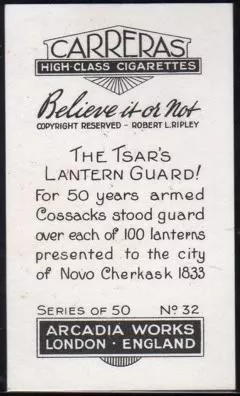 CARRERAS
HIGH-CLASS CIGARETTES
Believe it or Not
COPYRIGHT RESERVED - ROBERT L. RIPLEY
THE TSAR'S
LANTERN GUARD!
For 50 years armed
Cossacks stood guard
over each of 100 lanterns
presented to the city
of Novo Cherkask 1833
SERIES OF 50 No 32
ARCADIA WORKS
LONDON · ENGLAND